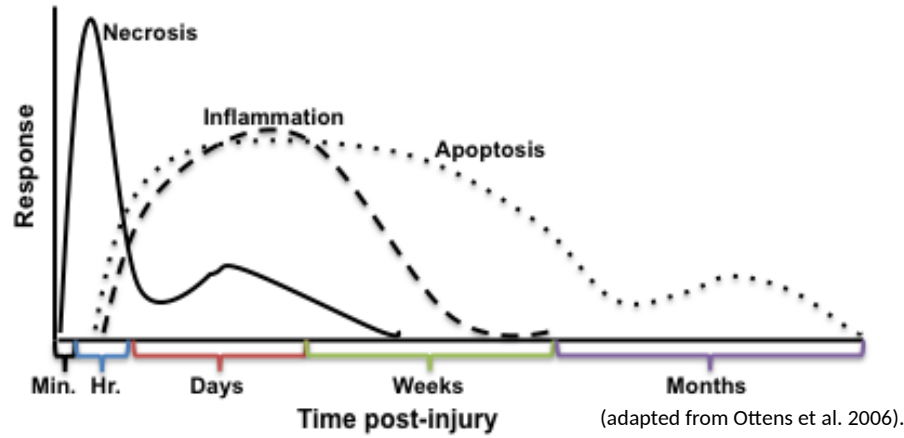 Necrosis
Inflammation
Apoptosis
Response
Min. Hr. Days Weeks Months
Time post-injury
(adapted from Ottens et al. 2006).